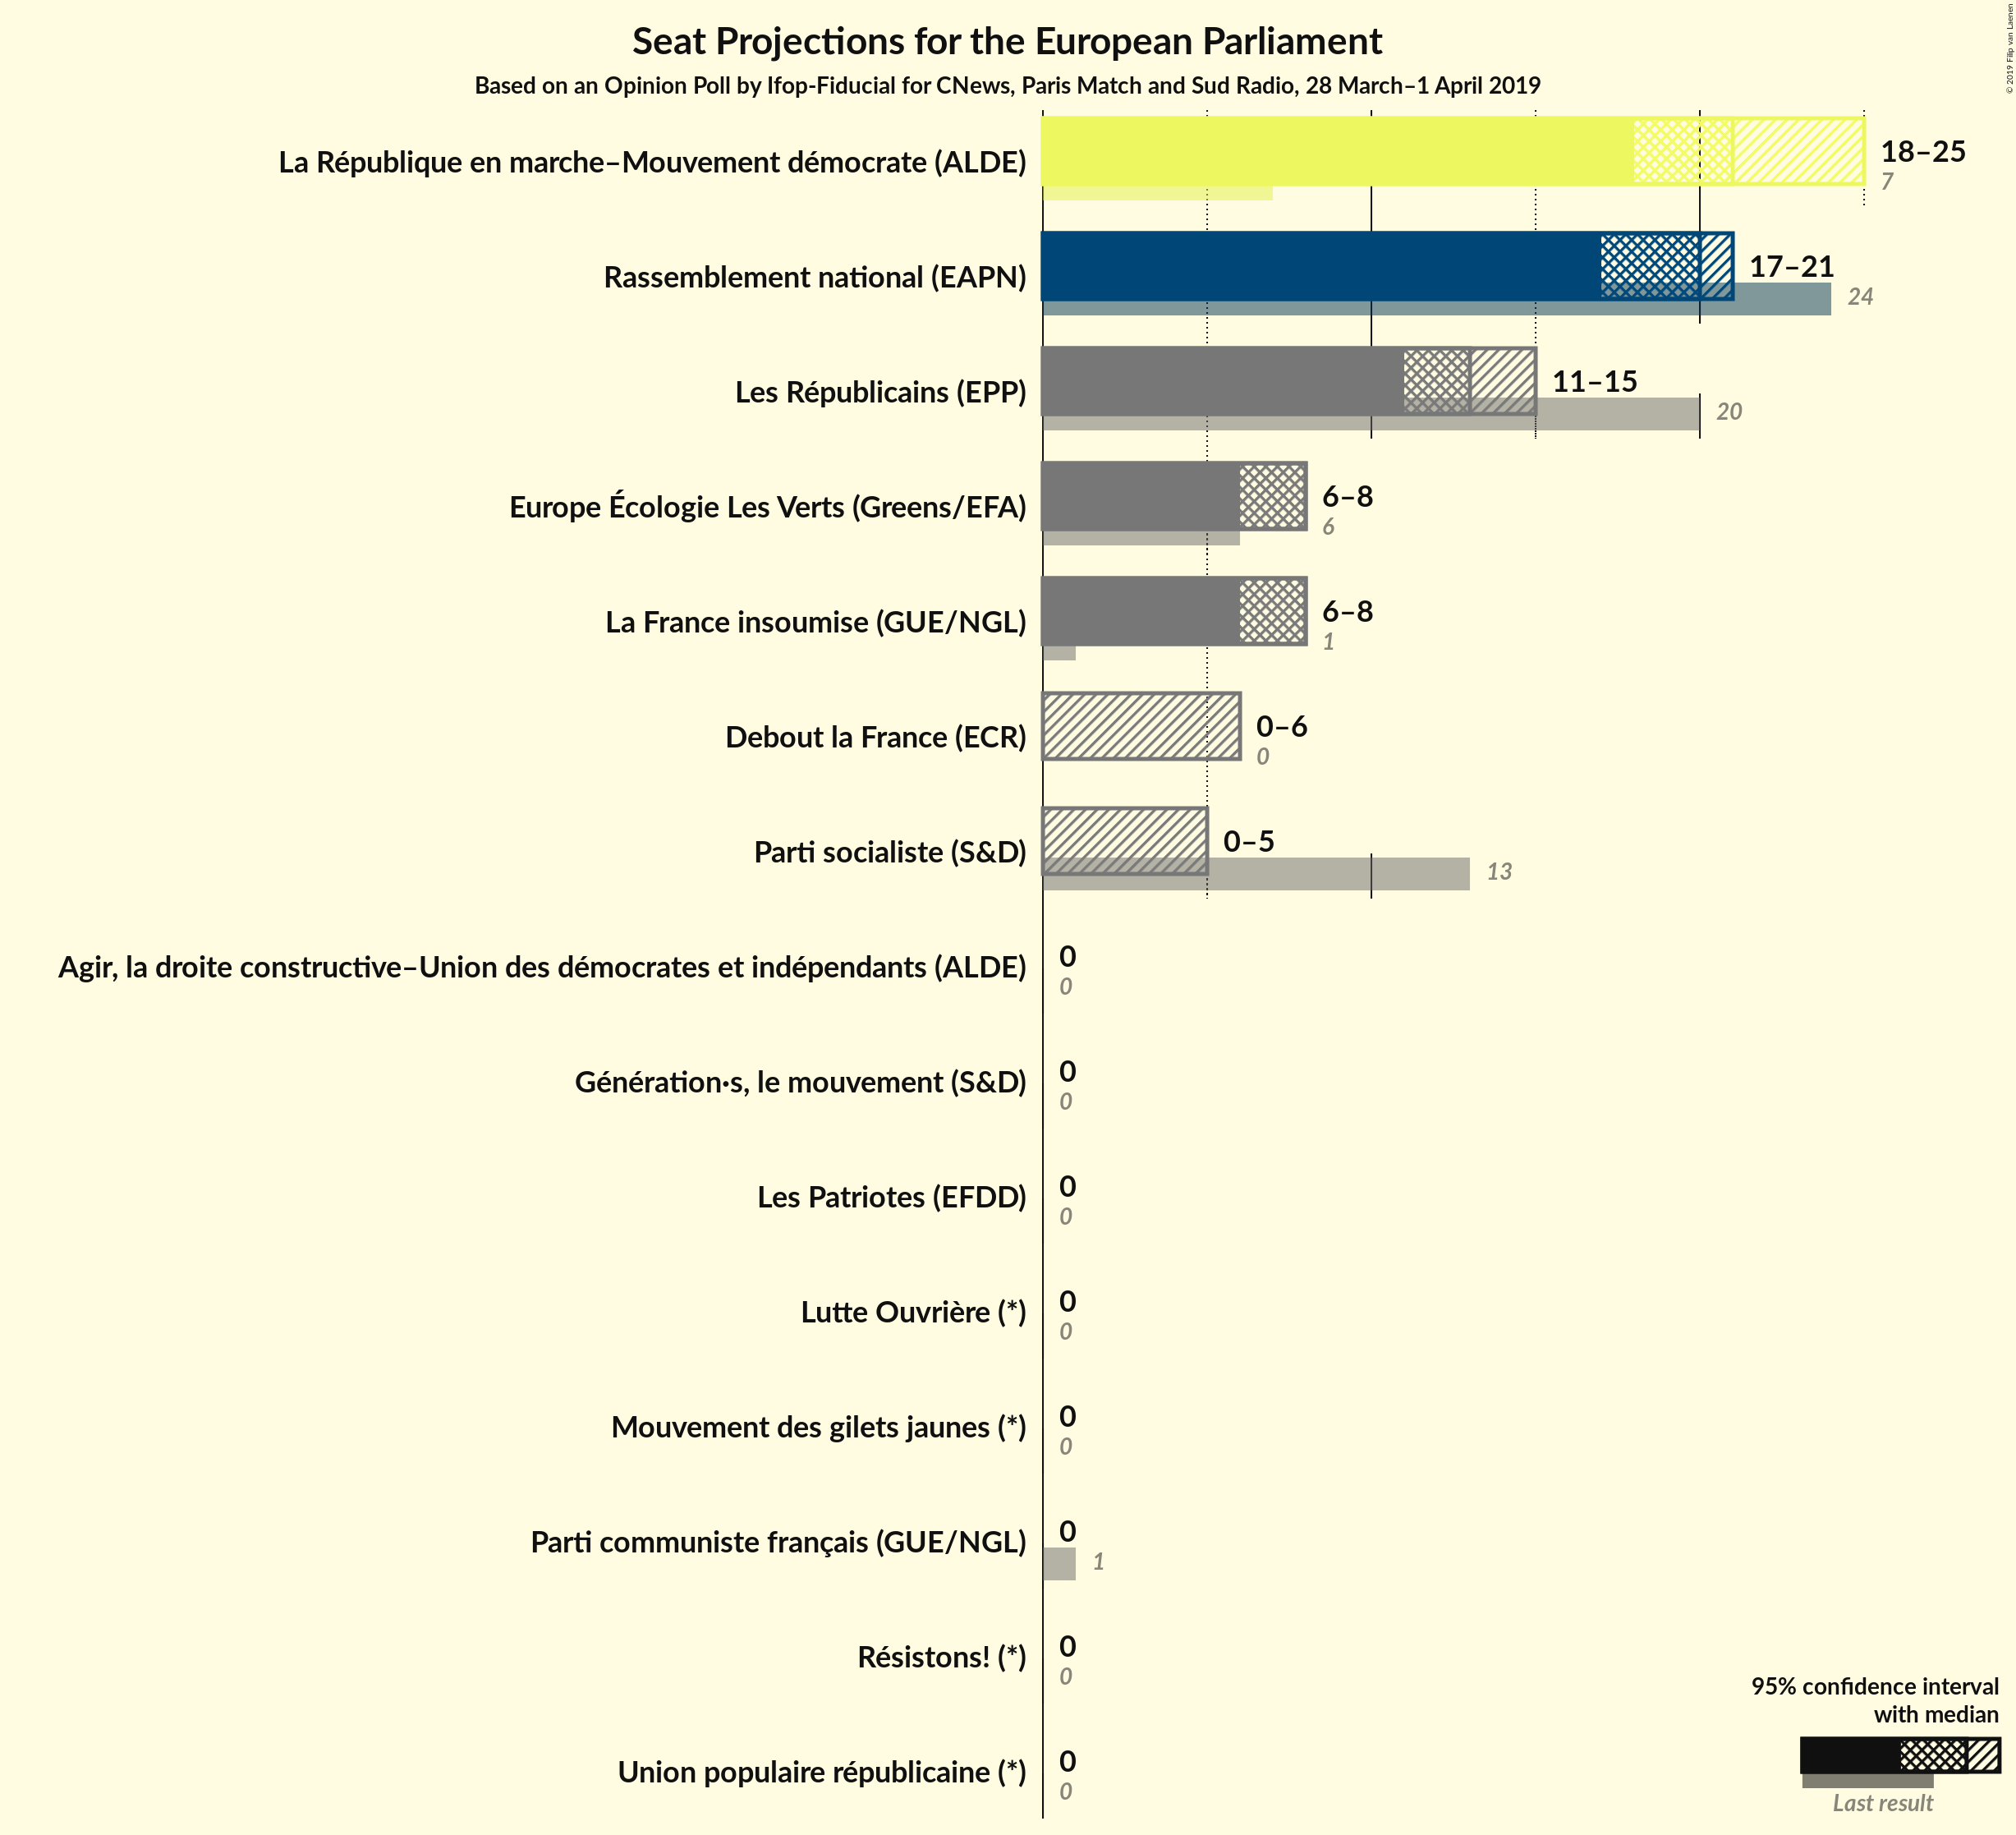 Seat Projections for the European Parliament
Based on an Opinion Poll by Ifop-Fiducial for CNews, Paris Match and Sud Radio, 28 March–1 April 2019
© 2019 Filip van Laenen
La République en marche–Mouvement démocrate (ALDE)
18–25
7
Rassemblement national (EAPN)
17–21
24
Les Républicains (EPP)
11–15
20
Europe Écologie Les Verts (Greens/EFA)
6–8
6
La France insoumise (GUE/NGL)
6–8
1
Debout la France (ECR)
0–6
0
Parti socialiste (S&D)
0–5
13
Agir, la droite constructive–Union des démocrates et indépendants (ALDE)
0
0
Génération·s, le mouvement (S&D)
0
0
Les Patriotes (EFDD)
0
0
Lutte Ouvrière (*)
0
0
Mouvement des gilets jaunes (*)
0
0
Parti communiste français (GUE/NGL)
0
1
Résistons! (*)
0
0
Union populaire républicaine (*)
0
0
95% confidence interval
with median
Last result